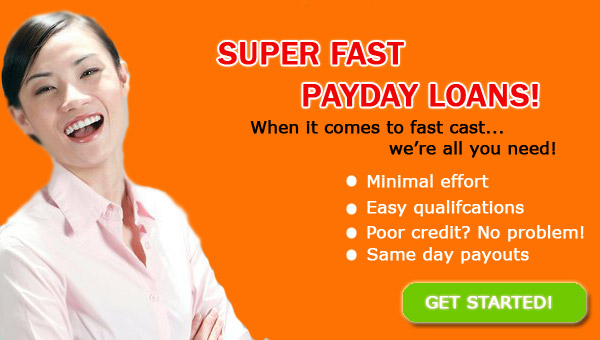 SUPER FAST
PAYDAY LOANS!
When it comes to fast cast...
we're all you need!
Minimal effort
Easy qualifcations
Poor credit? No problem!
Same day payouts
GET STARTED!